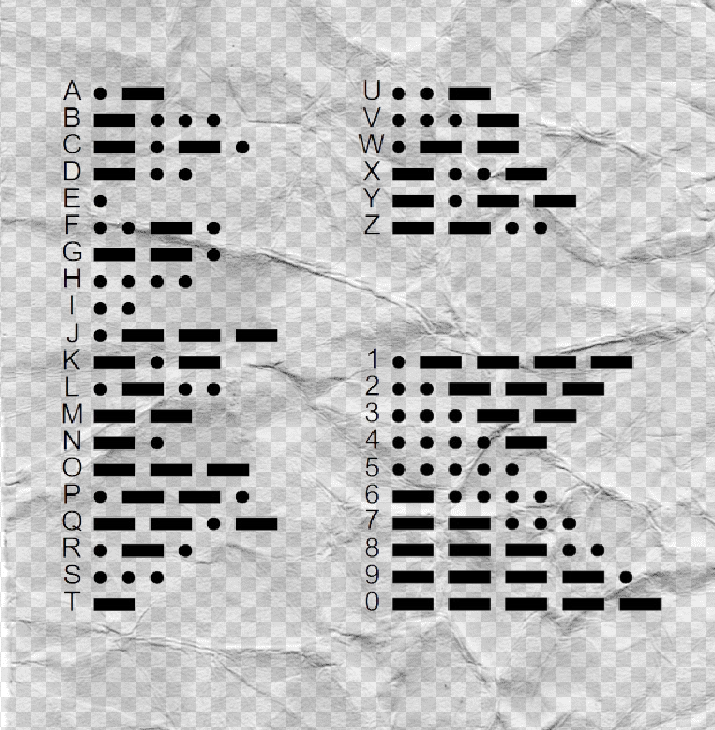 A • −
B − • • •
C − • − •
D − • •
E •
F • • − •
G − − •
H • • • •
I • •
J • − − −
K − • −
L • − • •
M − −
N − •
O − − −
P • − − •
Q − − • −
R • − •
S • • •
T −
U • • −
V • • • −
W • − −
X − • • −
Y − • − −
Z − − • •
1 • − − − −
2 • • − − −
3 • • • − −
4 • • • • −
5 • • • • •
6 − • • • •
7 − − • • •
8 − − − • •
9 − − − − •
0 − − − − −